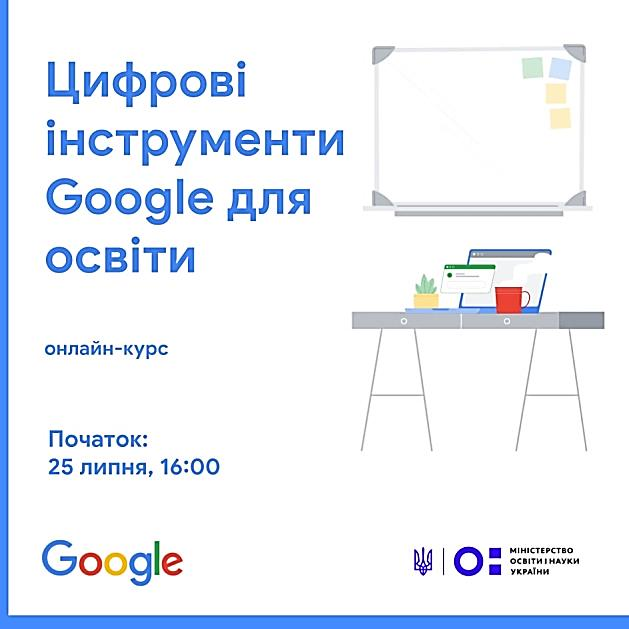 Цифрові
інструменти
Google для
освіти
онлайн-курс
Початок:
25 липня, 16:00
Google
МІНІСТЕРСТВО
ОСВІТИ І НАУКИ
УКРАЇНИ